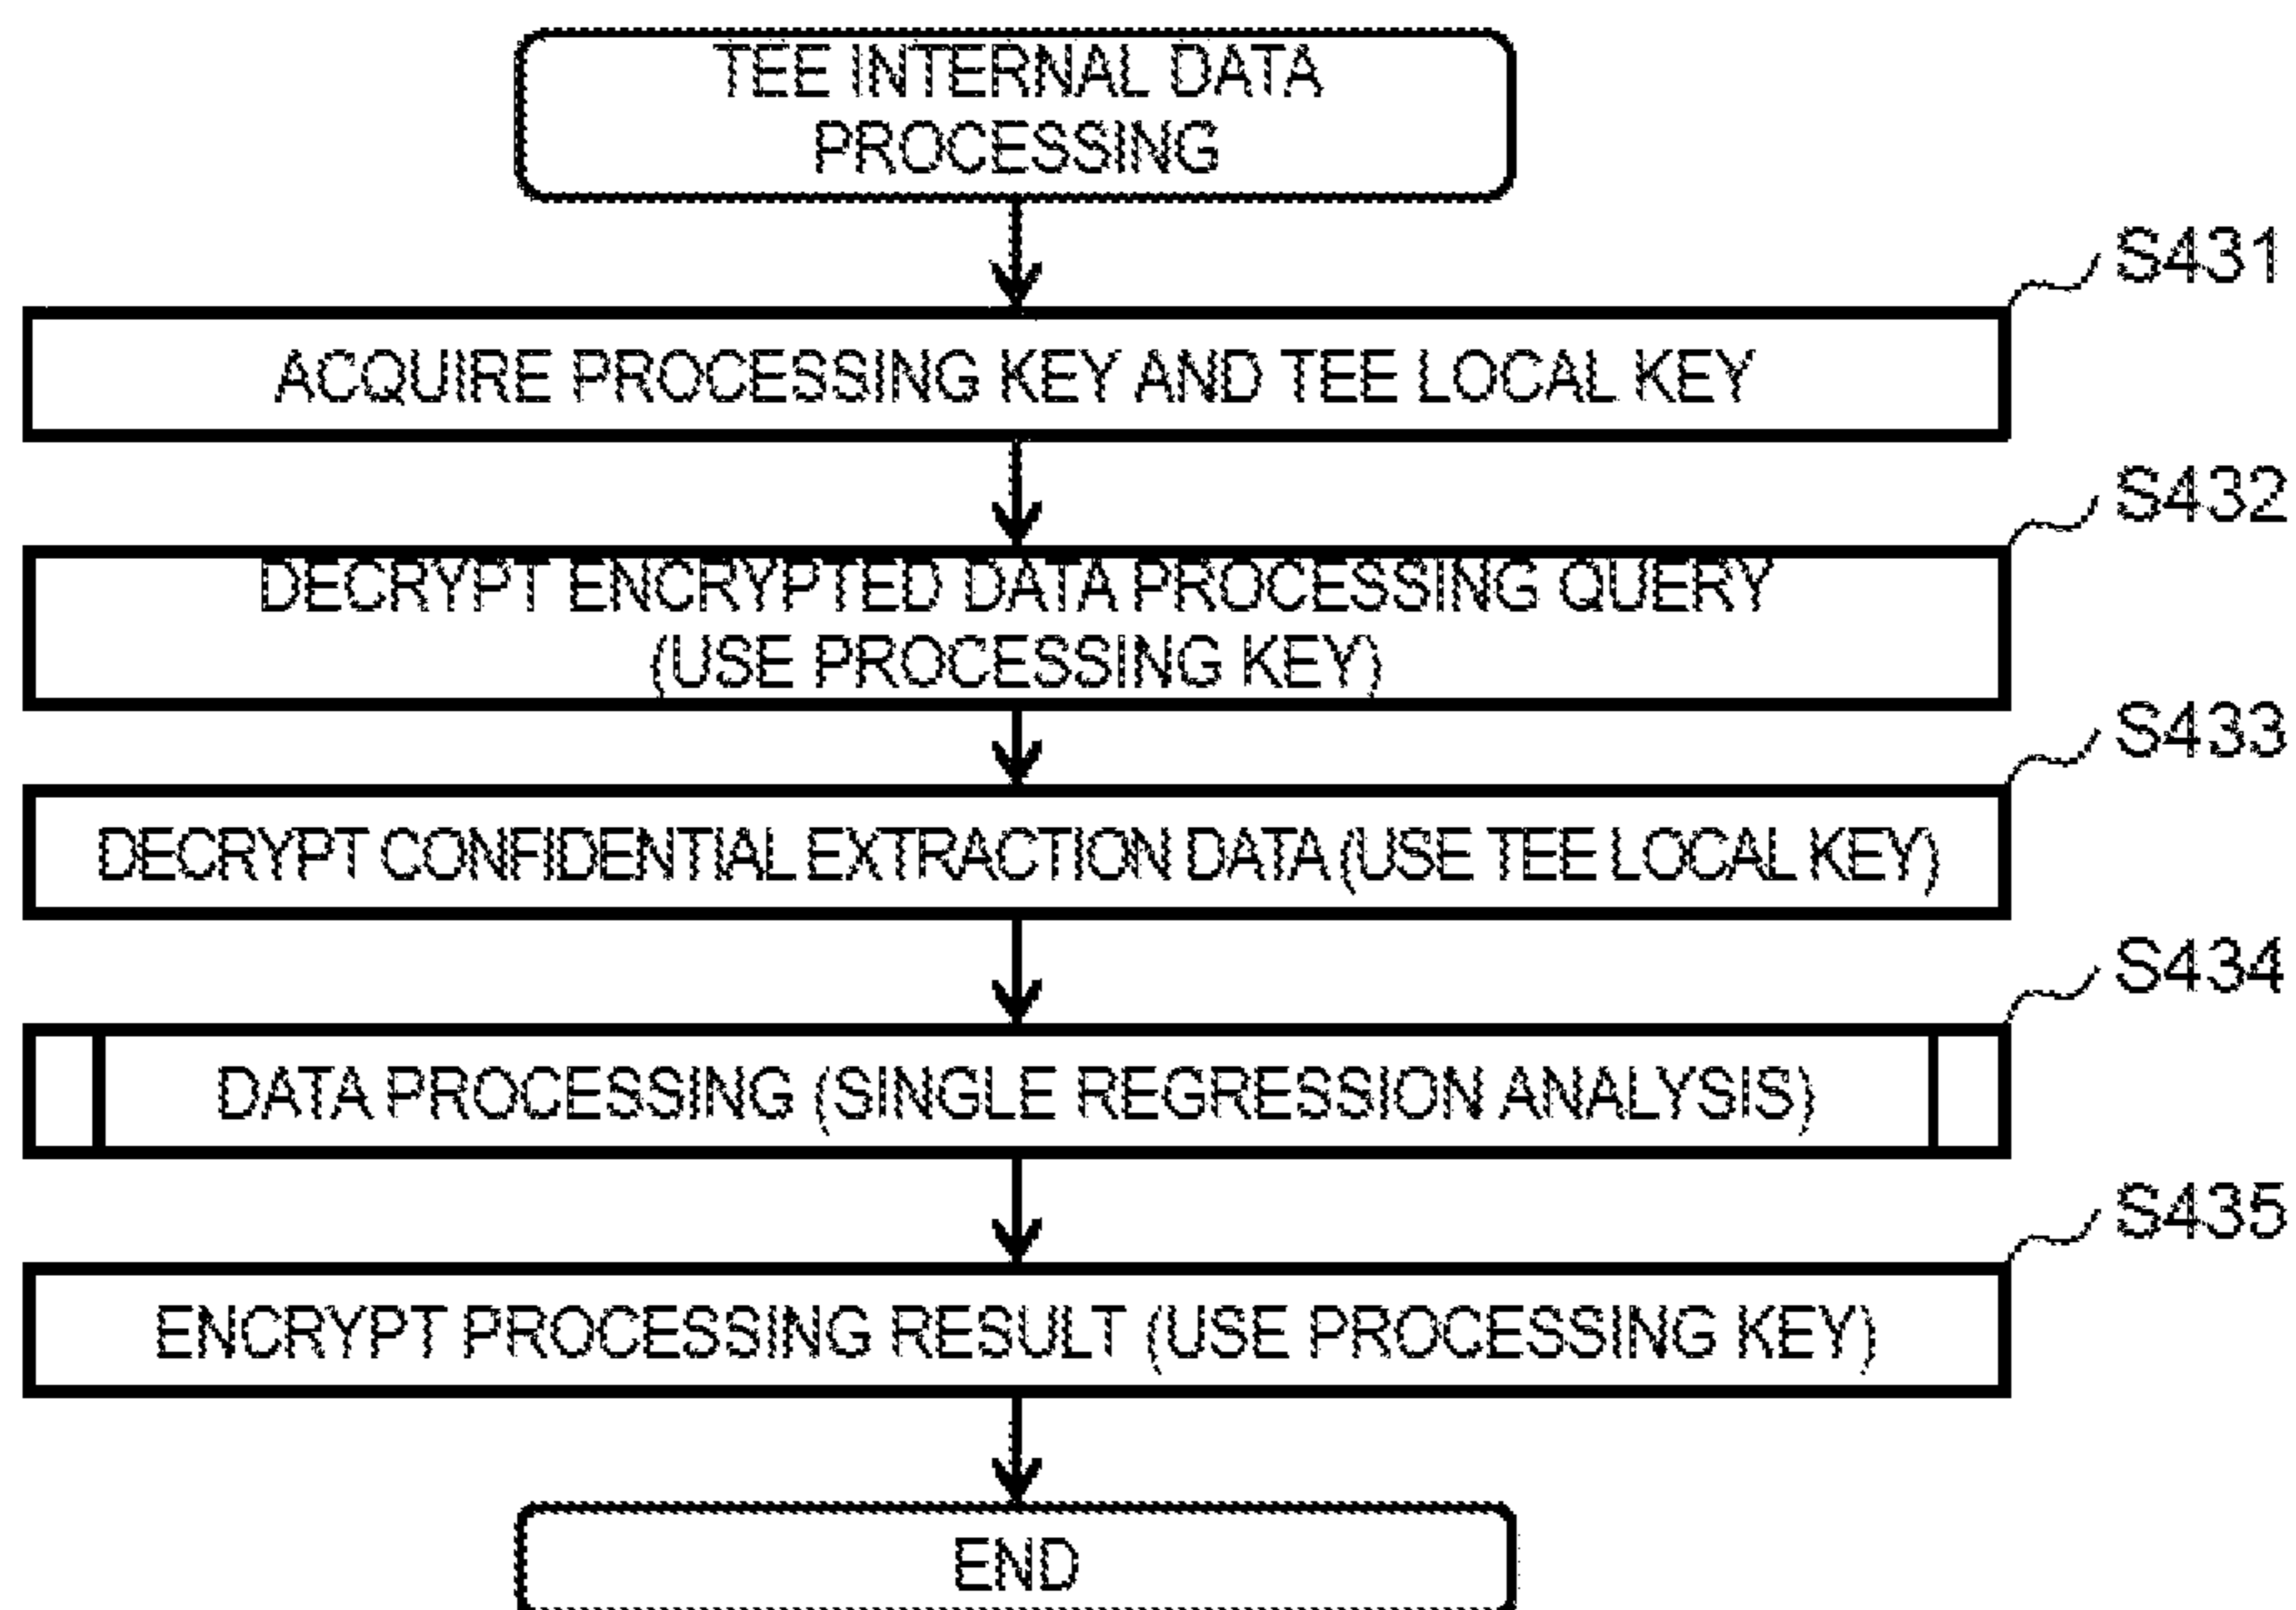 TEE INTERNAL DATA
PROCESSING
S431
ACQUIRE PROCESSING KEY AND TEE LOCAL KEY
S432
DECRYPT ENCRYPTED DATA PROCESSING QUERY
(USE PROCESSING KEY)
S433
DECRYPT CONFIDENTIAL EXTRACTION DATA (USE TEE LOCAL KEY)
S434
DATA PROCESSING (SINGLE REGRESSION ANALYSIS)
S435
ENCRYPT PROCESSING RESULT (USE PROCESSING KEY)
END